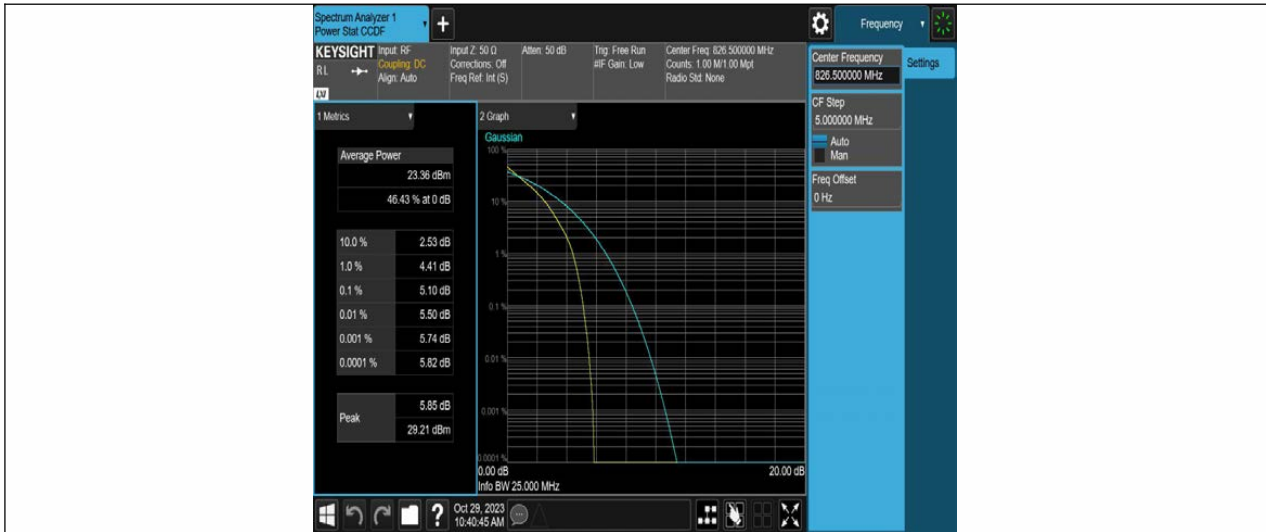 Spectrum Analyzer 1
Power Stat CCDF
+
Frequency
KEYSIGHT
R L
LXI
Input: RF
Coupling: DC
Align: Auto
Input Z: 50 Ω
Corrections: Off
Freq Ref: Int (S)
Atten: 50 dB
Trig: Free Run
#IF Gain: Low
Center Freq: 826.500000 MHz
Counts: 1.00 M/1.00 Mpt
Radio Std: None
Center Frequency
826.500000 MHz
Settings
CF Step
5.000000 MHz
Auto
Man
Freq Offset
0 Hz
1 Metrics
Average Power
23.36 dBm
46.43 % at 0 dB
10.0 % 2.53 dB
1.0 % 4.41 dB
0.1 % 5.10 dB
0.01 % 5.50 dB
0.001 % 5.74 dB
0.0001 % 5.82 dB
Peak
5.85 dB
29.21 dBm
2 Graph
Gaussian
100 %
10 %
1 %
0.1 %
0.01 %
0.001 %
0.0001 %
0.00 dB 20.00 dB
Info BW 25.000 MHz
?
Oct 29, 2023
10:40:45 AM